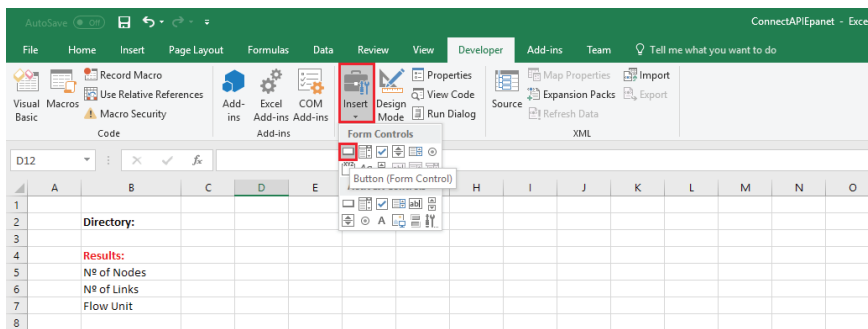 AutoSave Off ConnectAPIEpanet - Exce
File Home Insert Page Layout Formulas Data Review View Developer Add-ins Team Tell me what you want to do
Visual Basic
Macros
Record Macro
Use Relative References
Macro Security
Code
Add-ins
Excel Add-ins
COM Add-ins
Add-ins
Insert
Design Mode
Properties
View Code
Run Dialog
Source
Map Properties
Expansion Packs
Refresh Data
Import
Export
XML
Form Controls
Button (Form Control)
D12 fx
A B C D E H I J K L M N O
1
2 Directory:
3
4 Results:
5 Nº of Nodes
6 Nº of Links
7 Flow Unit
8